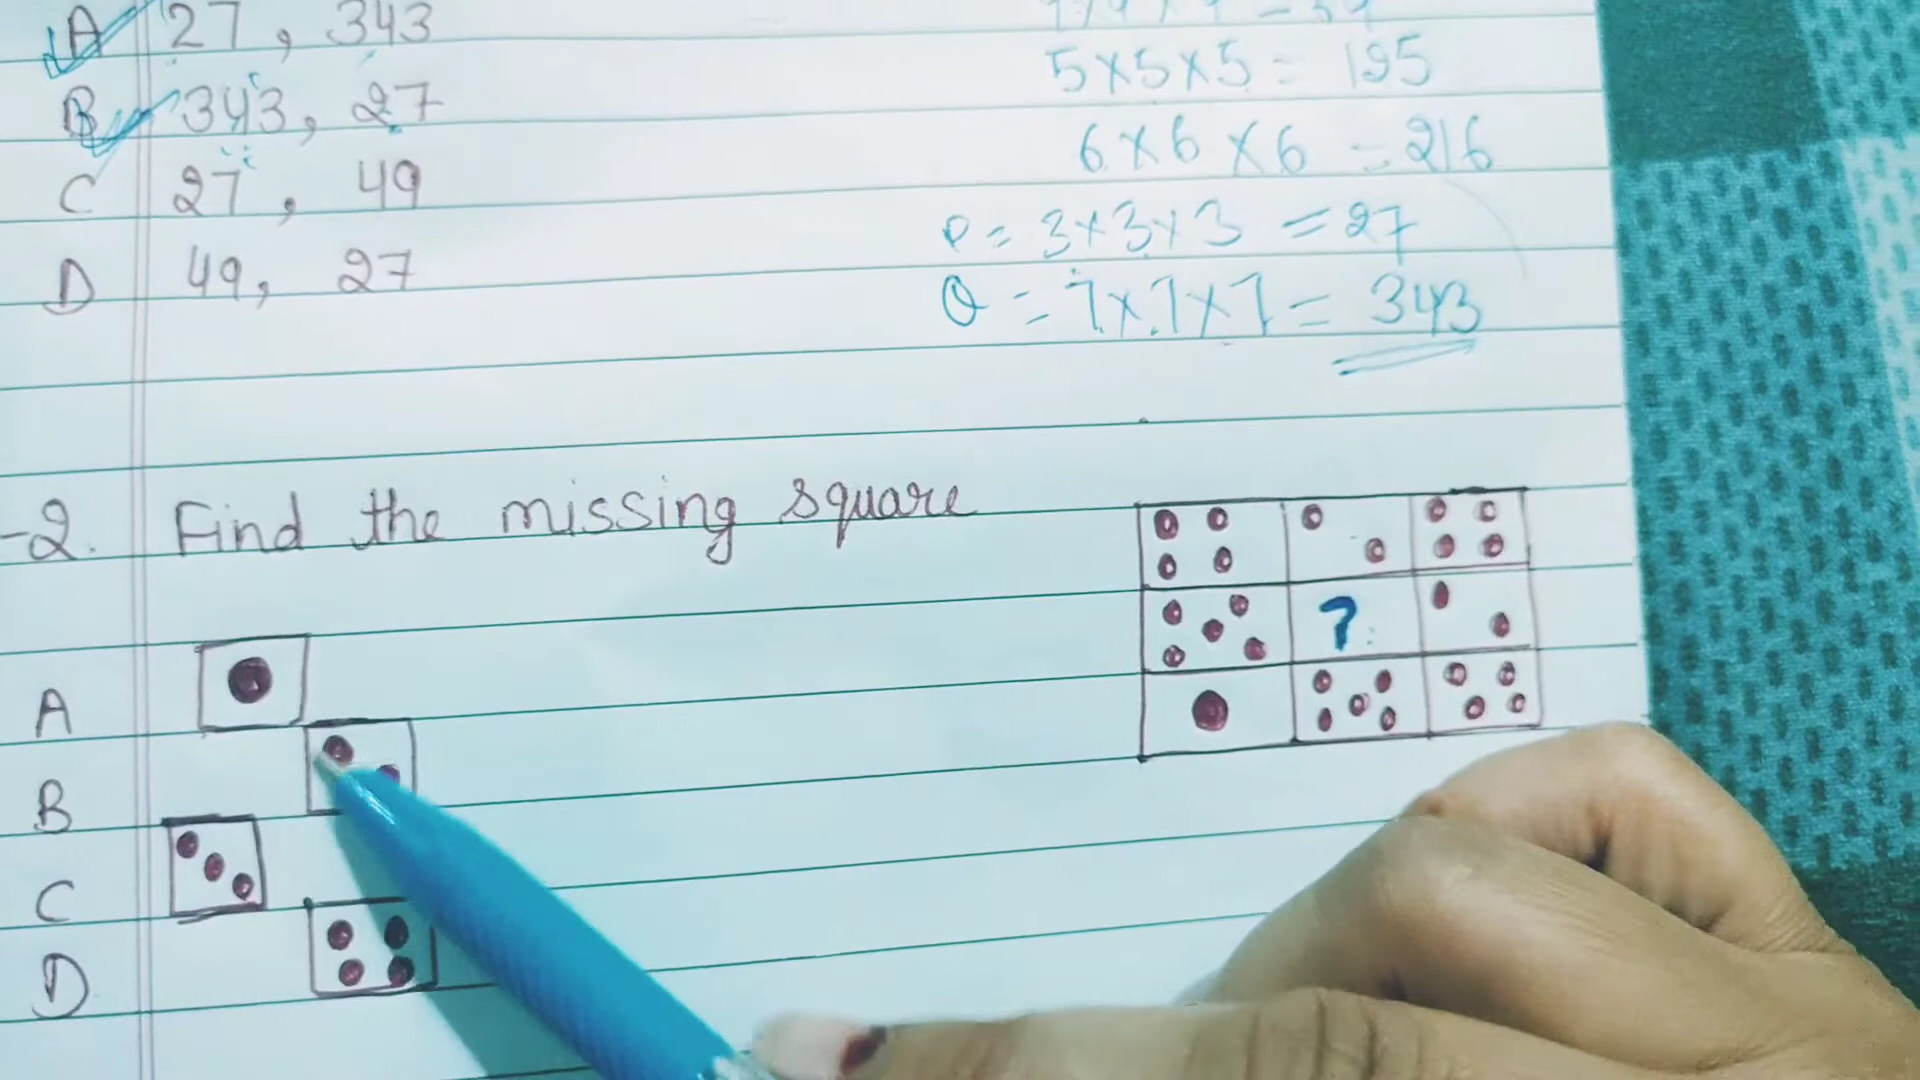 A 27, 343
B 343, 27
C 27, 49
D 49, 27
5×5×5 = 195
6×6×6 = 216
P = 3×3×3 = 27
Q = 7×7×7 = 343
-2. Find the missing square
?
A
B
C
D